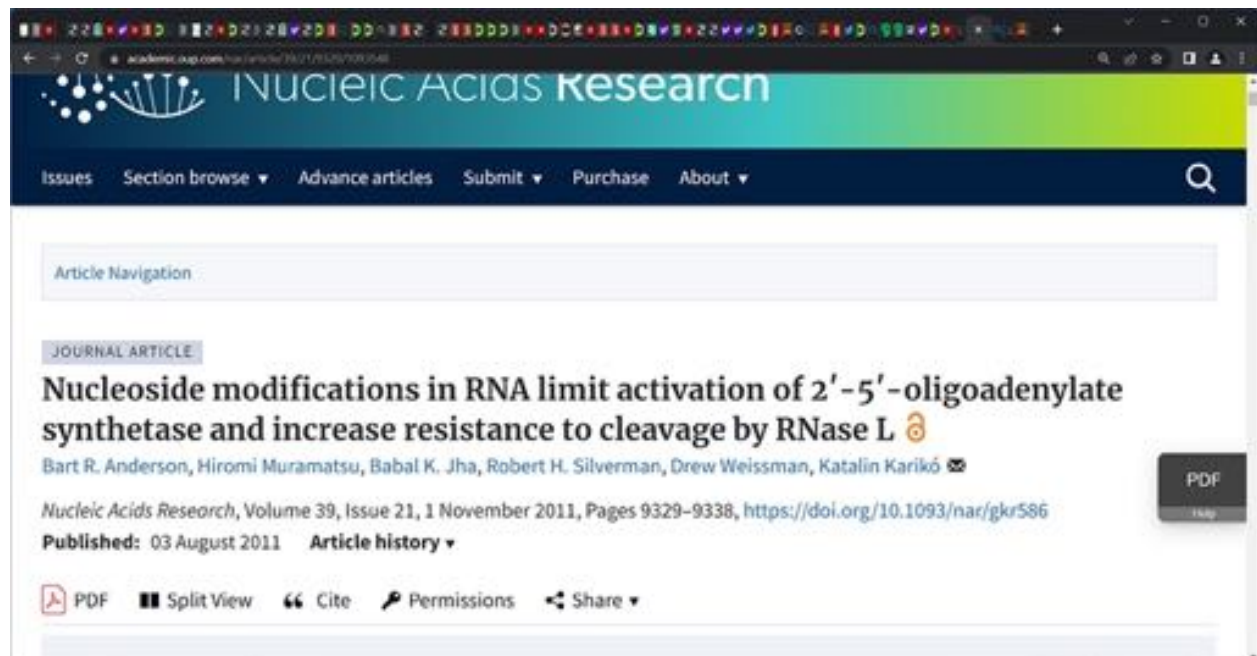 academic.oup.com
Nucleic Acids Research
Issues Section browse Advance articles Submit Purchase About
Article Navigation
JOURNAL ARTICLE
Nucleoside modifications in RNA limit activation of 2′-5′-oligoadenylate
synthetase and increase resistance to cleavage by RNase L
Bart R. Anderson, Hiromi Muramatsu, Babal K. Jha, Robert H. Silverman, Drew Weissman, Katalin Karikó
PDF
Help
Nucleic Acids Research, Volume 39, Issue 21, 1 November 2011, Pages 9329–9338, https://doi.org/10.1093/nar/gkr586
Published: 03 August 2011 Article history
PDF Split View Cite Permissions Share